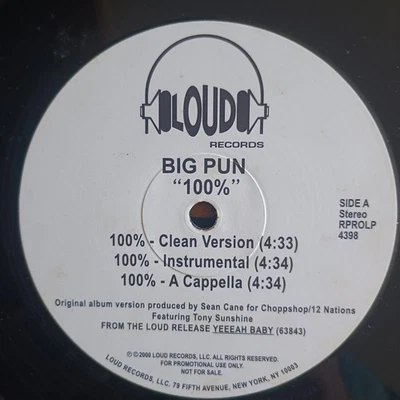 LOUD
RECORDS
BIG PUN
"100%"
SIDE A
Stereo
RPROLP
4398
100% - Clean Version (4:33)
100% - Instrumental (4:34)
100% - A Cappella (4:34)
Original album version produced by Sean Cane for Choppshop/12 Nations
Featuring Tony Sunshine
FROM THE LOUD RELEASE YEEEAH BABY (63843)
℗ © 2000 LOUD RECORDS, LLC. ALL RIGHTS RESERVED.
FOR PROMOTIONAL USE ONLY.
NOT FOR SALE.
LOUD RECORDS, LLC. 79 FIFTH AVENUE, NEW YORK, NY 10003